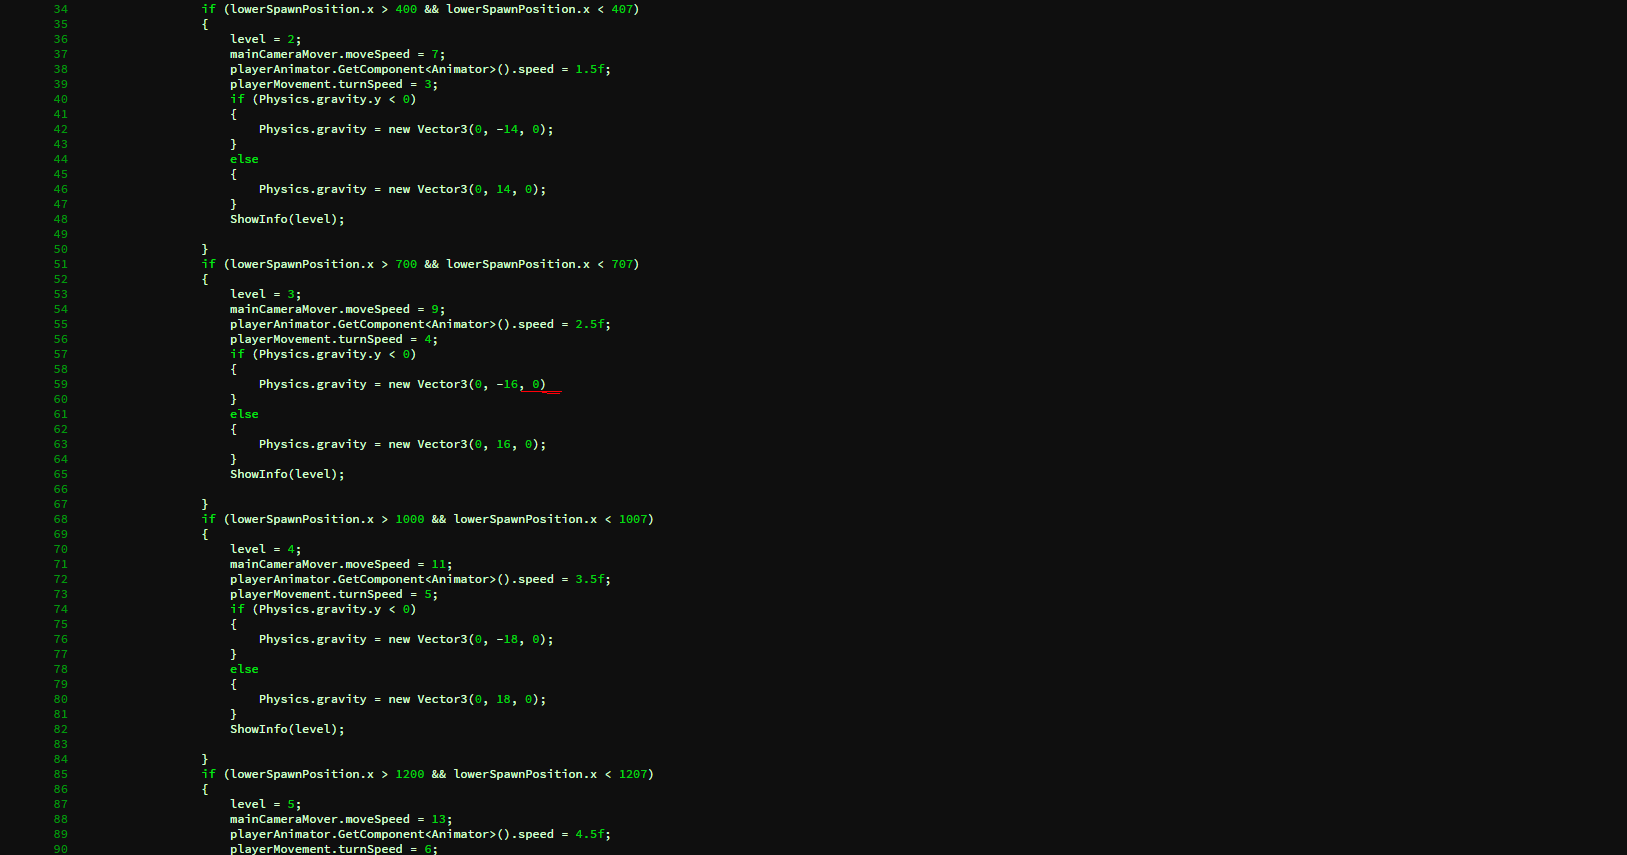 34 if (lowerSpawnPosition.x > 400 && lowerSpawnPosition.x < 407)
35 {
36 level = 2;
37 mainCameraMover.moveSpeed = 7;
38 playerAnimator.GetComponent<Animator>().speed = 1.5f;
39 playerMovement.turnSpeed = 3;
40 if (Physics.gravity.y < 0)
41 {
42 Physics.gravity = new Vector3(0, -14, 0);
43 }
44 else
45 {
46 Physics.gravity = new Vector3(0, 14, 0);
47 }
48 ShowInfo(level);
49
50 }
51 if (lowerSpawnPosition.x > 700 && lowerSpawnPosition.x < 707)
52 {
53 level = 3;
54 mainCameraMover.moveSpeed = 9;
55 playerAnimator.GetComponent<Animator>().speed = 2.5f;
56 playerMovement.turnSpeed = 4;
57 if (Physics.gravity.y < 0)
58 {
59 Physics.gravity = new Vector3(0, -16, 0)
60 }
61 else
62 {
63 Physics.gravity = new Vector3(0, 16, 0);
64 }
65 ShowInfo(level);
66
67 }
68 if (lowerSpawnPosition.x > 1000 && lowerSpawnPosition.x < 1007)
69 {
70 level = 4;
71 mainCameraMover.moveSpeed = 11;
72 playerAnimator.GetComponent<Animator>().speed = 3.5f;
73 playerMovement.turnSpeed = 5;
74 if (Physics.gravity.y < 0)
75 {
76 Physics.gravity = new Vector3(0, -18, 0);
77 }
78 else
79 {
80 Physics.gravity = new Vector3(0, 18, 0);
81 }
82 ShowInfo(level);
83
84 }
85 if (lowerSpawnPosition.x > 1200 && lowerSpawnPosition.x < 1207)
86 {
87 level = 5;
88 mainCameraMover.moveSpeed = 13;
89 playerAnimator.GetComponent<Animator>().speed = 4.5f;
90 playerMovement.turnSpeed = 6;